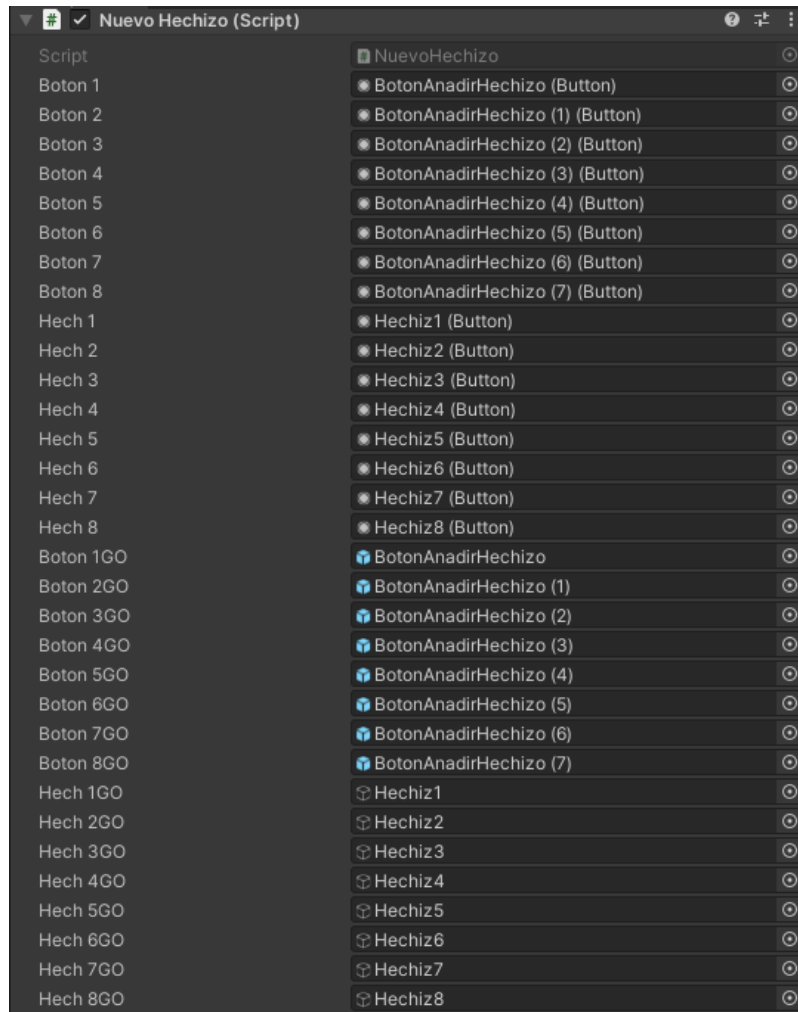 Nuevo Hechizo (Script)
Script NuevoHechizo
Boton 1 BotonAnadirHechizo (Button)
Boton 2 BotonAnadirHechizo (1) (Button)
Boton 3 BotonAnadirHechizo (2) (Button)
Boton 4 BotonAnadirHechizo (3) (Button)
Boton 5 BotonAnadirHechizo (4) (Button)
Boton 6 BotonAnadirHechizo (5) (Button)
Boton 7 BotonAnadirHechizo (6) (Button)
Boton 8 BotonAnadirHechizo (7) (Button)
Hech 1 Hechiz1 (Button)
Hech 2 Hechiz2 (Button)
Hech 3 Hechiz3 (Button)
Hech 4 Hechiz4 (Button)
Hech 5 Hechiz5 (Button)
Hech 6 Hechiz6 (Button)
Hech 7 Hechiz7 (Button)
Hech 8 Hechiz8 (Button)
Boton 1GO BotonAnadirHechizo
Boton 2GO BotonAnadirHechizo (1)
Boton 3GO BotonAnadirHechizo (2)
Boton 4GO BotonAnadirHechizo (3)
Boton 5GO BotonAnadirHechizo (4)
Boton 6GO BotonAnadirHechizo (5)
Boton 7GO BotonAnadirHechizo (6)
Boton 8GO BotonAnadirHechizo (7)
Hech 1GO Hechiz1
Hech 2GO Hechiz2
Hech 3GO Hechiz3
Hech 4GO Hechiz4
Hech 5GO Hechiz5
Hech 6GO Hechiz6
Hech 7GO Hechiz7
Hech 8GO Hechiz8